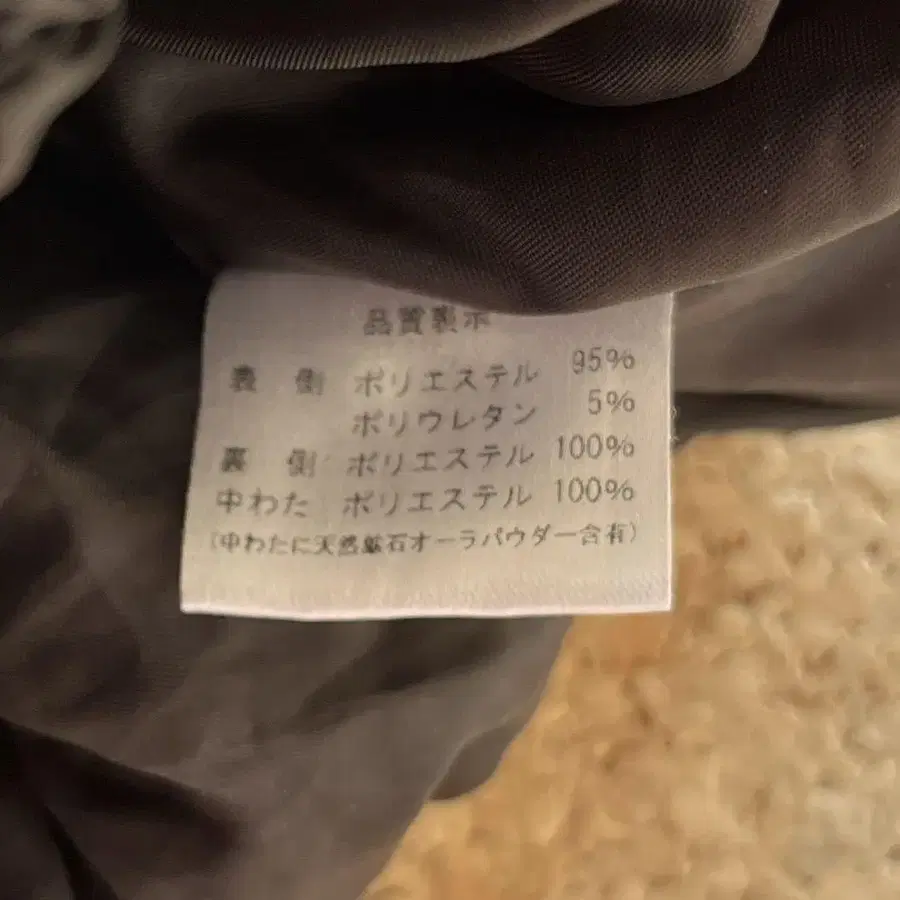 品質表示
表 側 ポリエステル 95%
ポリウレタン 5%
裏 側 ポリエステル 100%
中わた ポリエステル 100%
(中わたに天然鉱石オーラパウダー含有)